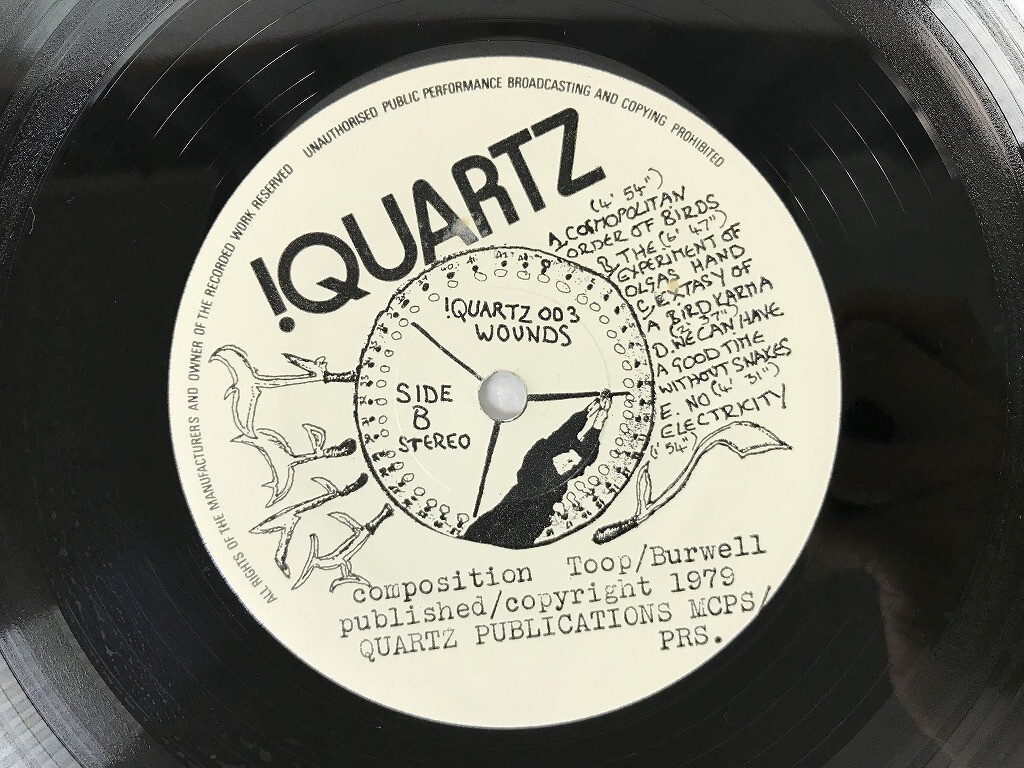 ALL RIGHTS OF THE MANUFACTURERS AND OWNER OF THE RECORDED WORK RESERVED UNAUTHORISED PUBLIC PERFORMANCE BROADCASTING AND COPYING PROHIBITED
!QUARTZ
!QUARTZ 003
WOUNDS
SIDE
B
STEREO
(4' 54")
A COSMOPOLITAN
ORDER OF BIRDS
B. THE (6' 47")
EXPERIMENT OF
OLGAS HAND
C. EXTASY OF
A BIRD KARMA
D. WE CAN HAVE
A GOOD TIME
WITHOUT SNAKES
E. NO (4' 31")
ELECTRICITY
composition Toop/Burwell
published/copyright 1979
QUARTZ PUBLICATIONS MCPS/
PRS.